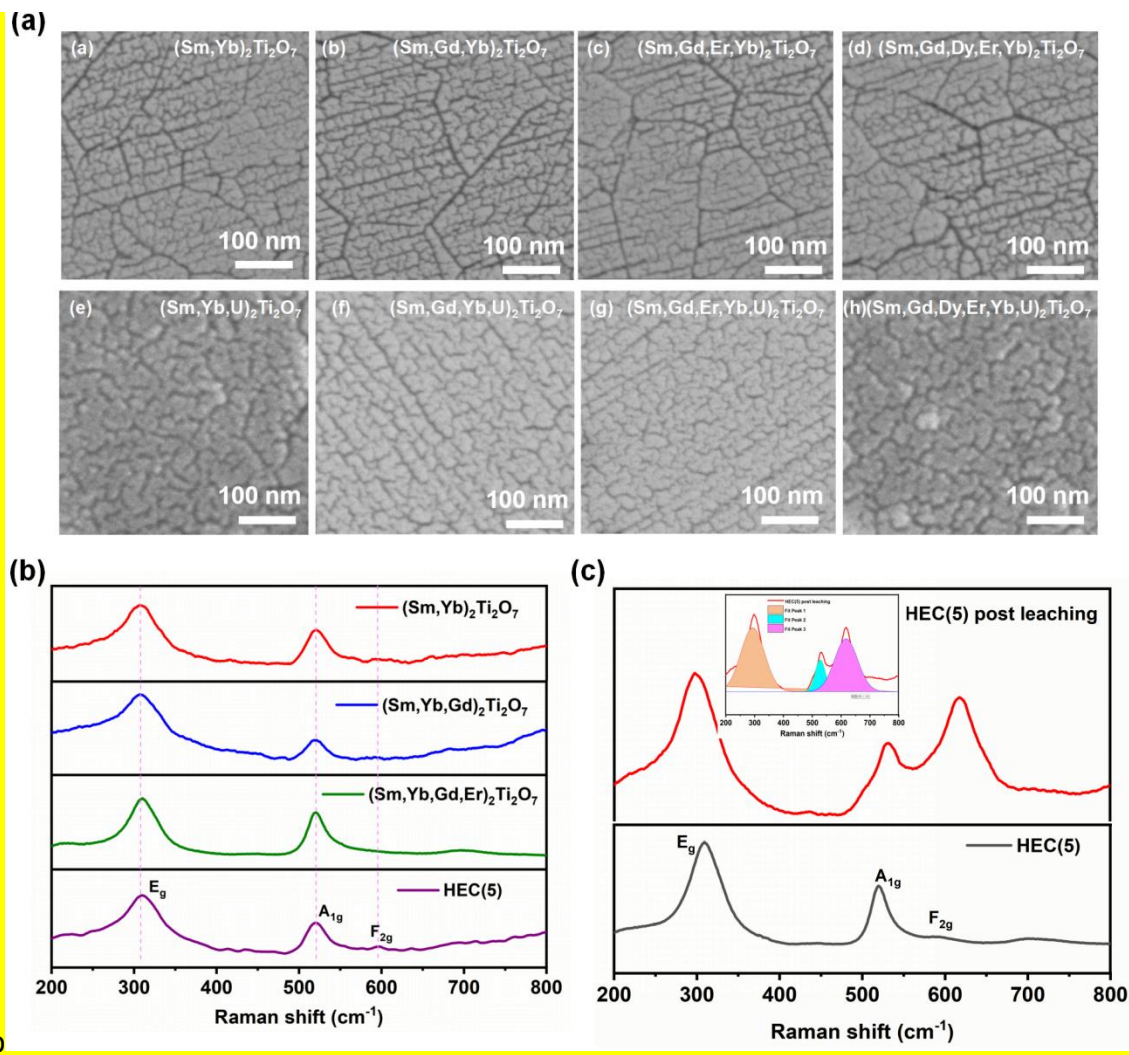 (a)
(a) (Sm,Yb)₂Ti₂O₇
(b) (Sm,Gd,Yb)₂Ti₂O₇
(c) (Sm,Gd,Er,Yb)₂Ti₂O₇
(d) (Sm,Gd,Dy,Er,Yb)₂Ti₂O₇
100 nm
100 nm
100 nm
100 nm
(e) (Sm,Yb,U)₂Ti₂O₇
(f) (Sm,Gd,Yb,U)₂Ti₂O₇
(g) (Sm,Gd,Er,Yb,U)₂Ti₂O₇
(h)(Sm,Gd,Dy,Er,Yb,U)₂Ti₂O₇
100 nm
100 nm
100 nm
100 nm
(b)
(Sm,Yb)₂Ti₂O₇
(Sm,Yb,Gd)₂Ti₂O₇
(Sm,Yb,Gd,Er)₂Ti₂O₇
HEC(5)
E_g
A_1g
F_2g
200 300 400 500 600 700 800
Raman shift (cm⁻¹)
(c)
HEC(5) post leaching
HEC(5) post leaching
Fit Peak 1
Fit Peak 2
Fit Peak 3
200 300 400 500 600 700 800
Raman shift (cm⁻¹)
HEC(5)
E_g
A_1g
F_2g
200 300 400 500 600 700 800
Raman shift (cm⁻¹)